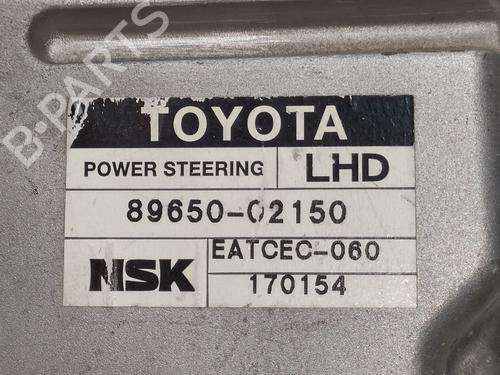 B-PARTS
TOYOTA
POWER STEERING LHD
89650-02150
NSK EATCEC-060
170154